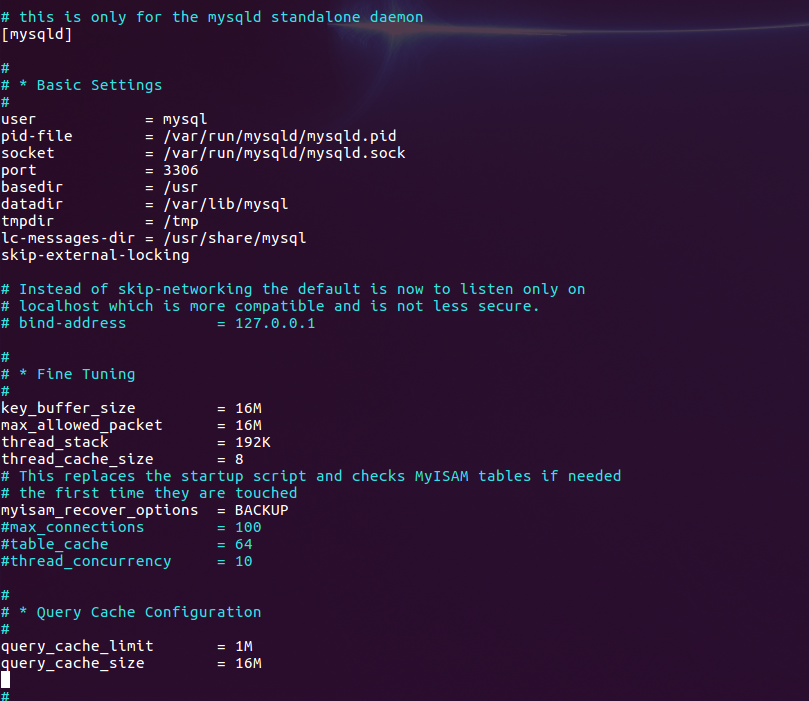 # this is only for the mysqld standalone daemon
[mysqld]
#
# * Basic Settings
#
user            = mysql
pid-file        = /var/run/mysqld/mysqld.pid
socket          = /var/run/mysqld/mysqld.sock
port            = 3306
basedir         = /usr
datadir         = /var/lib/mysql
tmpdir          = /tmp
lc-messages-dir = /usr/share/mysql
skip-external-locking
# Instead of skip-networking the default is now to listen only on
# localhost which is more compatible and is not less secure.
# bind-address          = 127.0.0.1
#
# * Fine Tuning
#
key_buffer_size         = 16M
max_allowed_packet      = 16M
thread_stack            = 192K
thread_cache_size       = 8
# This replaces the startup script and checks MyISAM tables if needed
# the first time they are touched
myisam_recover_options  = BACKUP
#max_connections        = 100
#table_cache            = 64
#thread_concurrency     = 10
#
# * Query Cache Configuration
#
query_cache_limit       = 1M
query_cache_size        = 16M
#